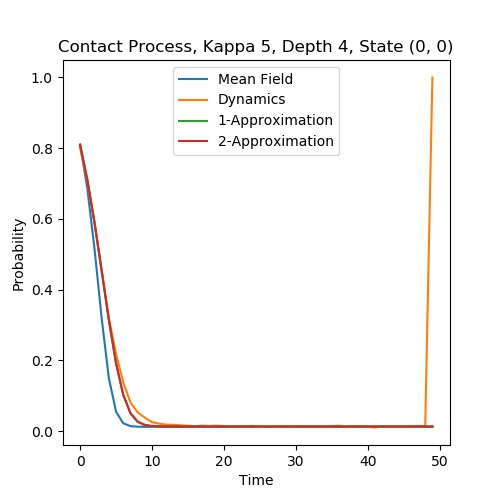 Contact Process, Kappa 5, Depth 4, State (0, 0)
Mean Field
Dynamics
1-Approximation
2-Approximation
1.0
0.8
0.6
0.4
0.2
0.0
Probability
0 10 20 30 40 50
Time